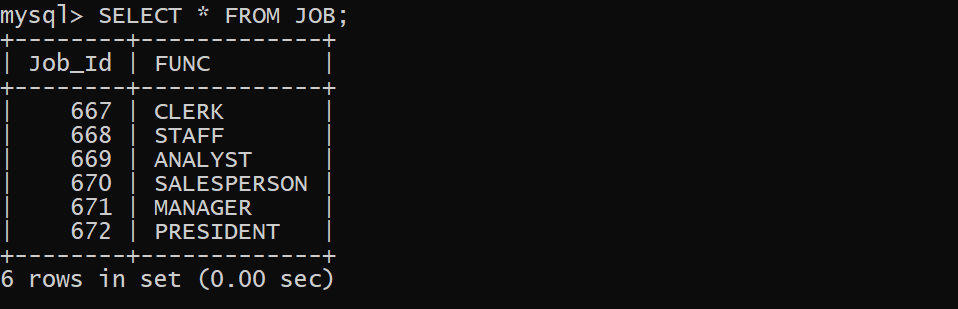 mysql> SELECT * FROM JOB;
+--------+-------------+
| Job_Id | FUNC        |
+--------+-------------+
|    667 | CLERK       |
|    668 | STAFF       |
|    669 | ANALYST     |
|    670 | SALESPERSON |
|    671 | MANAGER     |
|    672 | PRESIDENT   |
+--------+-------------+
6 rows in set (0.00 sec)